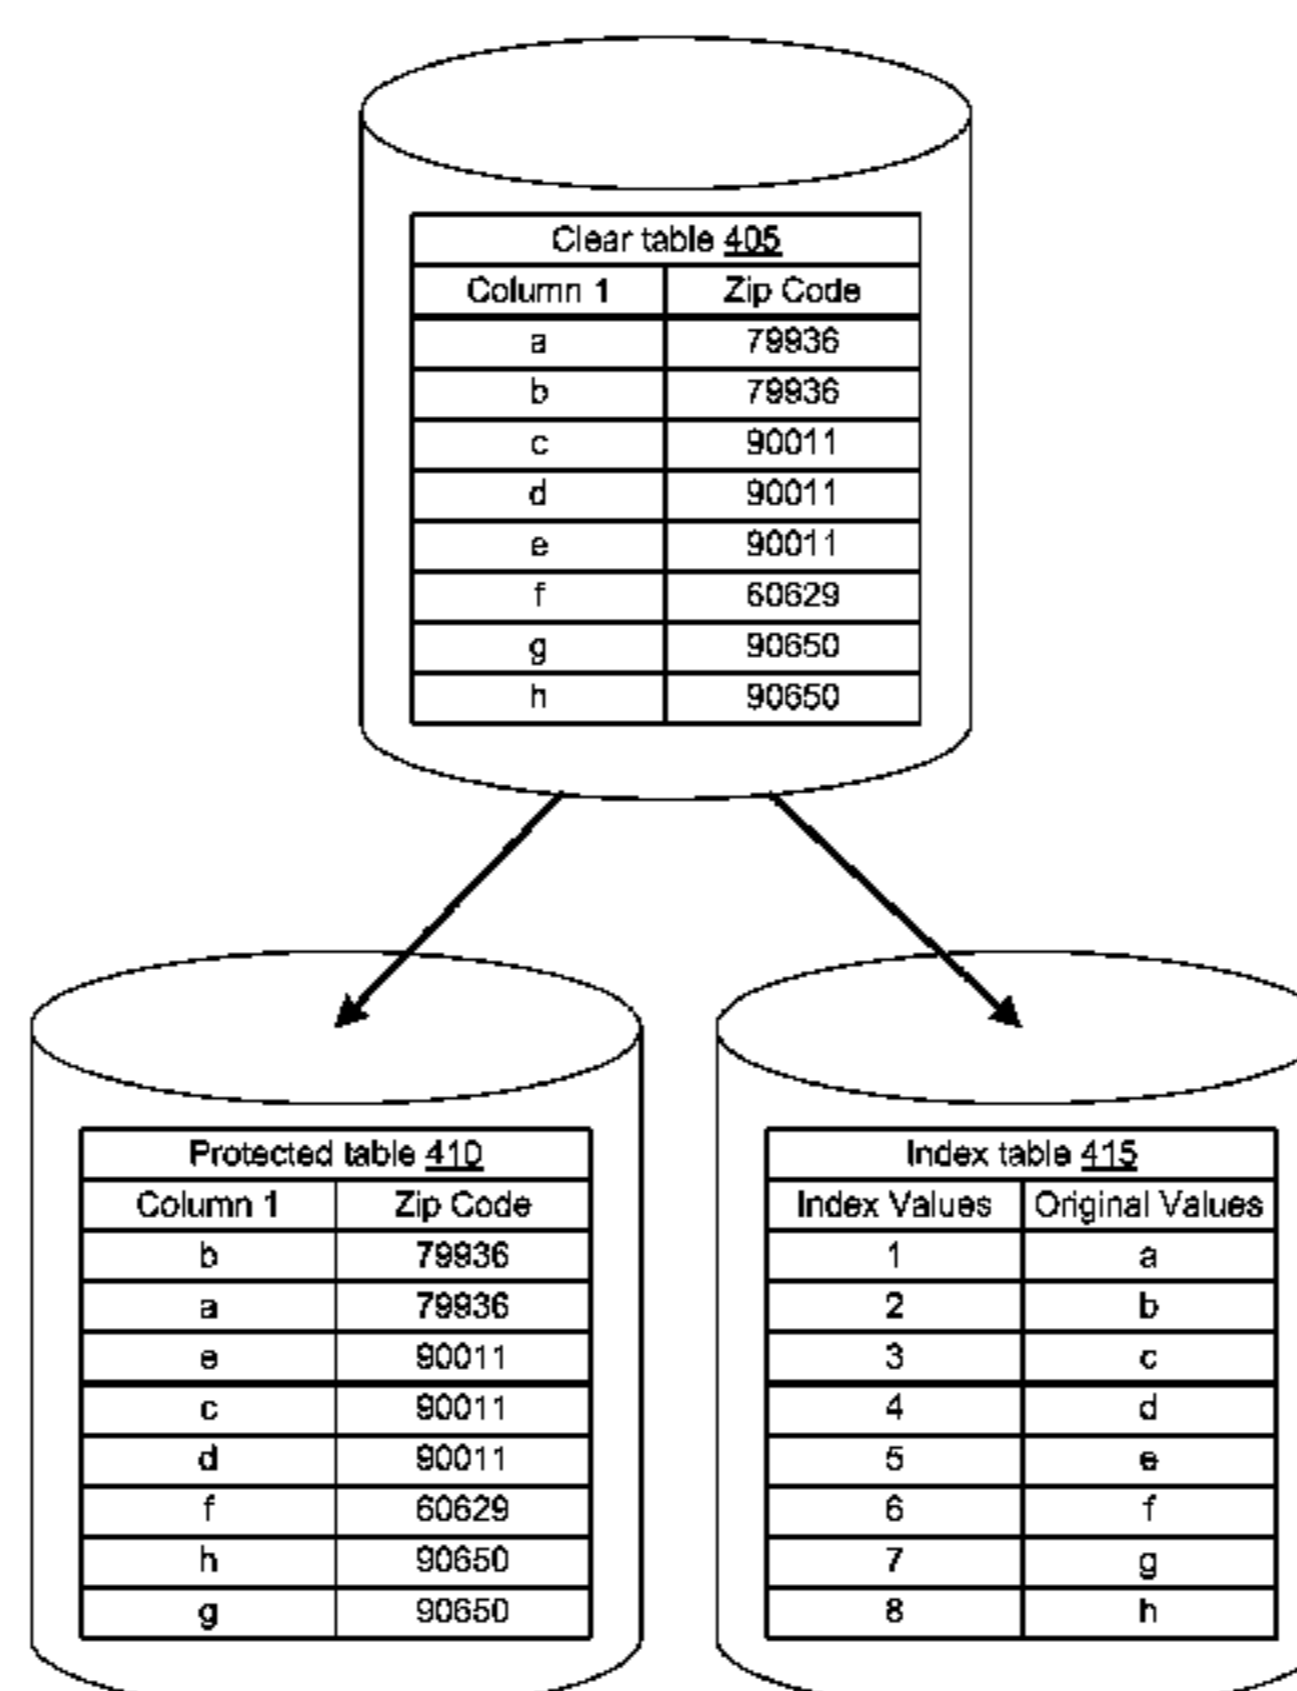 Clear table 405
Column 1 Zip Code
a 79936
b 79936
c 90011
d 90011
e 90011
f 60629
g 90650
h 90650
Protected table 410
Column 1 Zip Code
b 79936
a 79936
e 90011
c 90011
d 90011
f 60629
h 90650
g 90650
Index table 415
Index Values Original Values
1 a
2 b
3 c
4 d
5 e
6 f
7 g
8 h